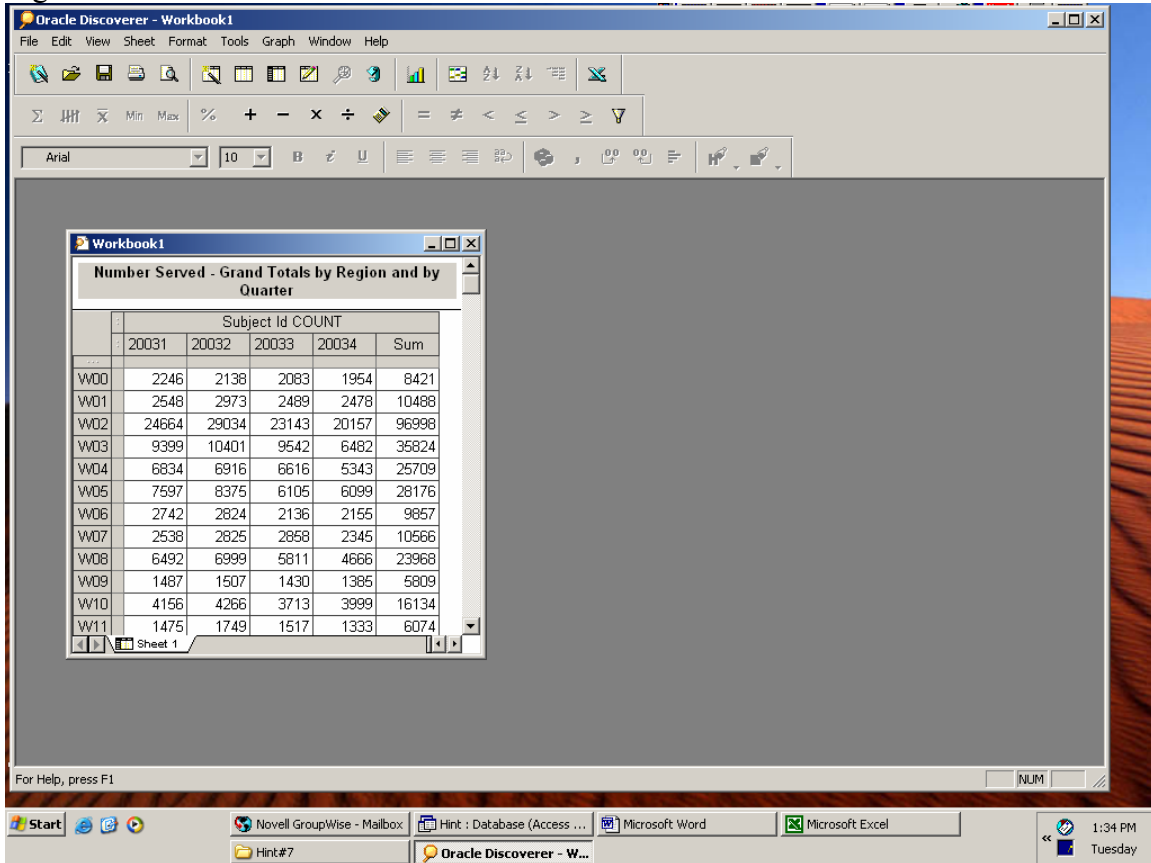 Oracle Discoverer - Workbook1
File Edit View Sheet Format Tools Graph Window Help
Σ X Min Max % + − × ÷ = ≠ < ≤ > ≥
Arial 10 B i U
Workbook1
Number Served - Grand Totals by Region and by
Quarter
Subject Id COUNT
20031 20032 20033 20034 Sum
W00 2246 2138 2083 1954 8421
W01 2548 2973 2489 2478 10488
W02 24664 29034 23143 20157 96998
W03 9399 10401 9542 6482 35824
W04 6834 6916 6616 5343 25709
W05 7597 8375 6105 6099 28176
W06 2742 2824 2136 2155 9857
W07 2538 2825 2858 2345 10566
W08 6492 6999 5811 4666 23968
W09 1487 1507 1430 1385 5809
W10 4156 4266 3713 3999 16134
W11 1475 1749 1517 1333 6074
Sheet 1
For Help, press F1 NUM
Start Novell GroupWise - Mailbox Hint : Database (Access ... Microsoft Word Microsoft Excel « 1:34 PM
Hint#7 Oracle Discoverer - W... Tuesday